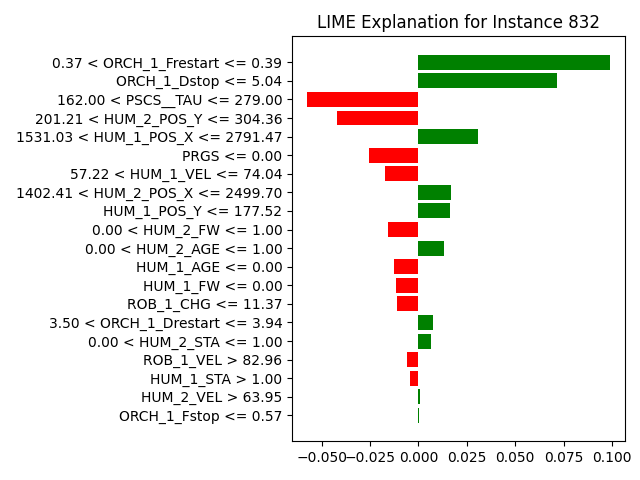 LIME Explanation for Instance 832
0.37 < ORCH_1_Frestart <= 0.39
ORCH_1_Dstop <= 5.04
162.00 < PSCS__TAU <= 279.00
201.21 < HUM_2_POS_Y <= 304.36
1531.03 < HUM_1_POS_X <= 2791.47
PRGS <= 0.00
57.22 < HUM_1_VEL <= 74.04
1402.41 < HUM_2_POS_X <= 2499.70
HUM_1_POS_Y <= 177.52
0.00 < HUM_2_FW <= 1.00
0.00 < HUM_2_AGE <= 1.00
HUM_1_AGE <= 0.00
HUM_1_FW <= 0.00
ROB_1_CHG <= 11.37
3.50 < ORCH_1_Drestart <= 3.94
0.00 < HUM_2_STA <= 1.00
ROB_1_VEL > 82.96
HUM_1_STA > 1.00
HUM_2_VEL > 63.95
ORCH_1_Fstop <= 0.57
−0.050 −0.025 0.000 0.025 0.050 0.075 0.100